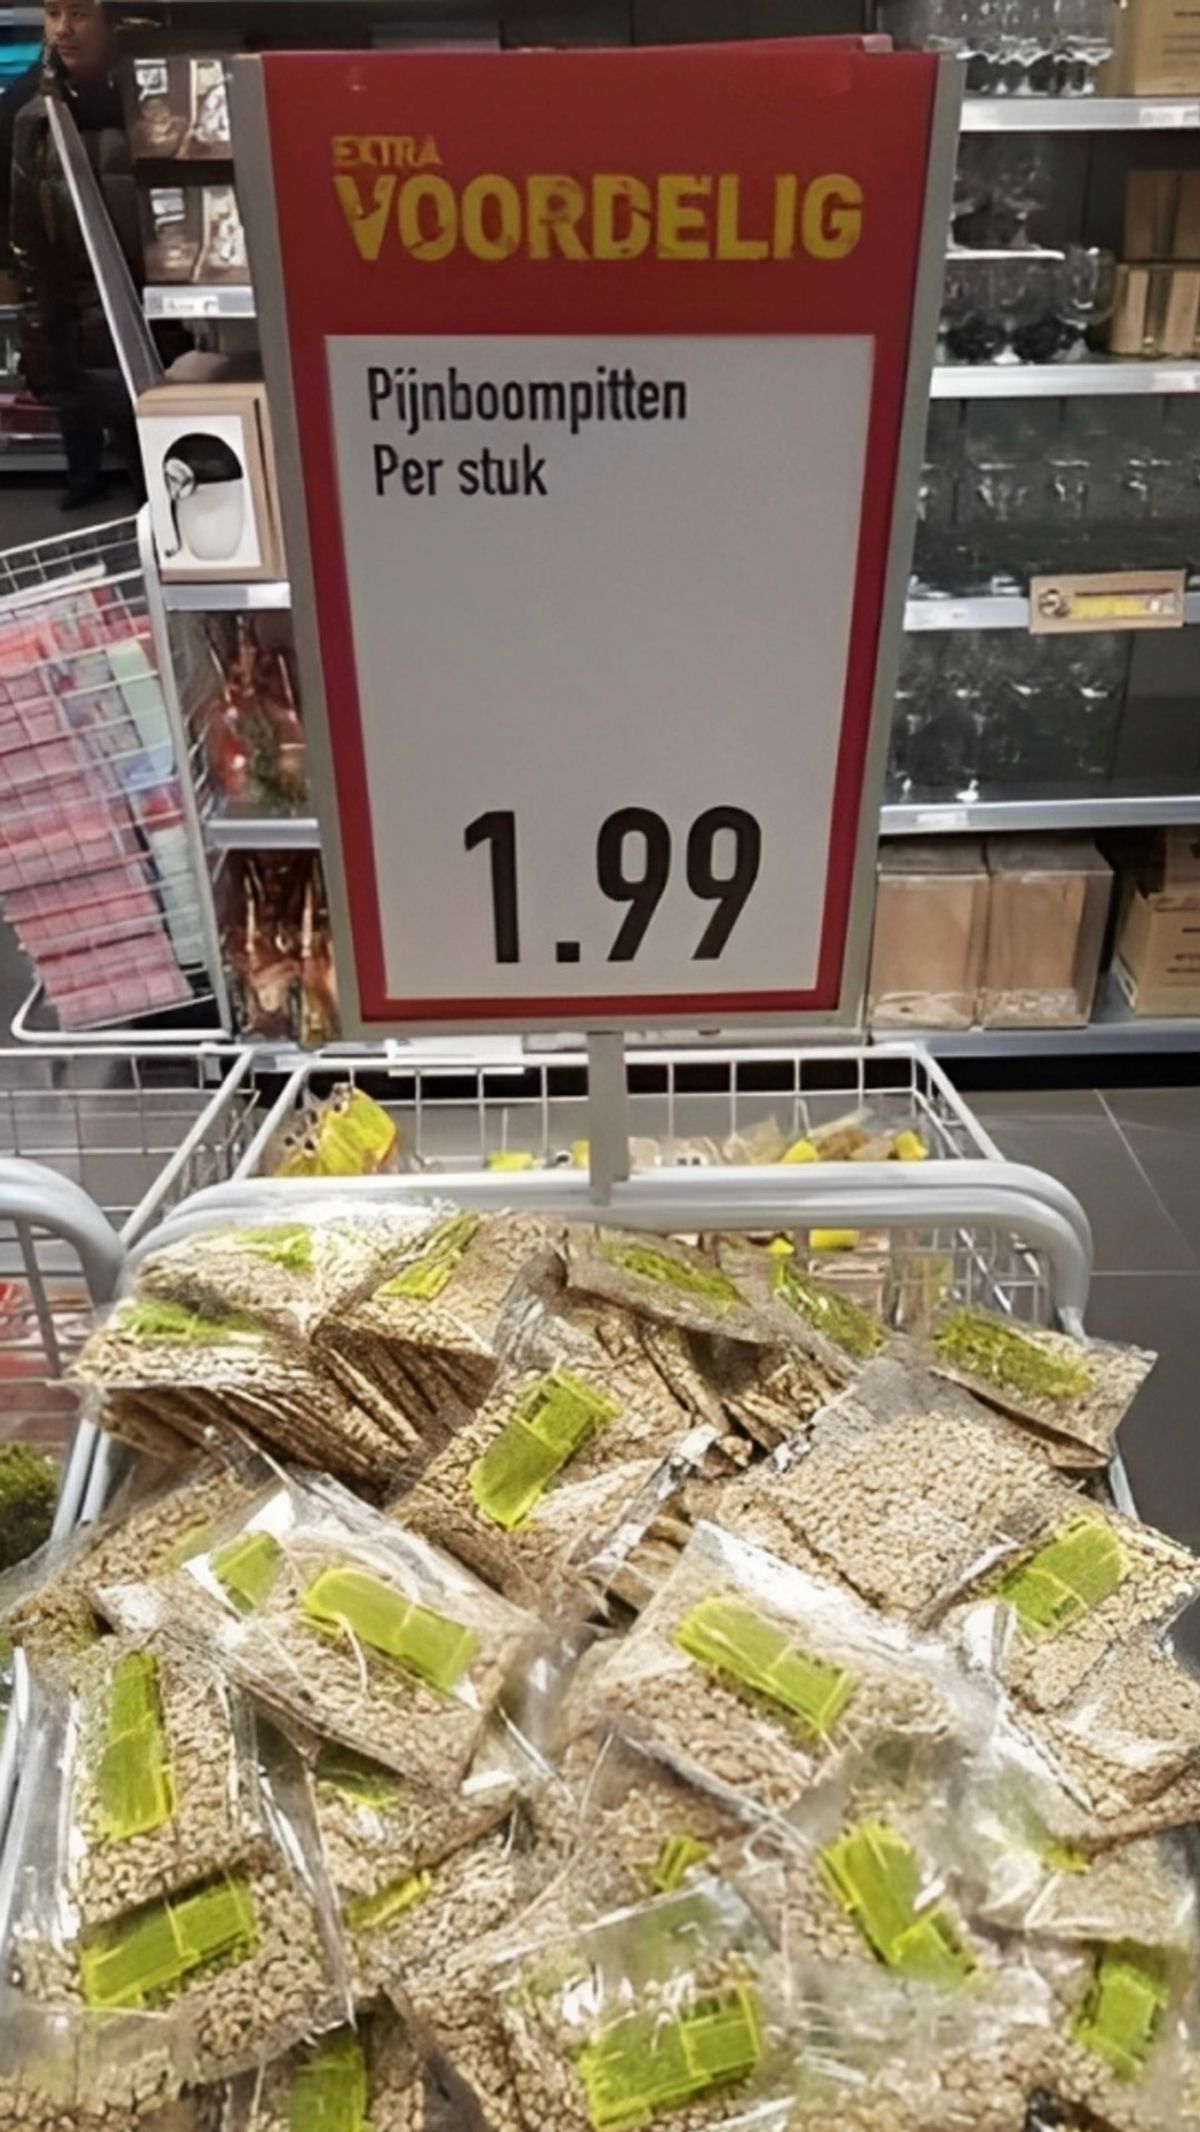 EXTRA
VOORDELIG
Pijnboompitten
Per stuk
1.99